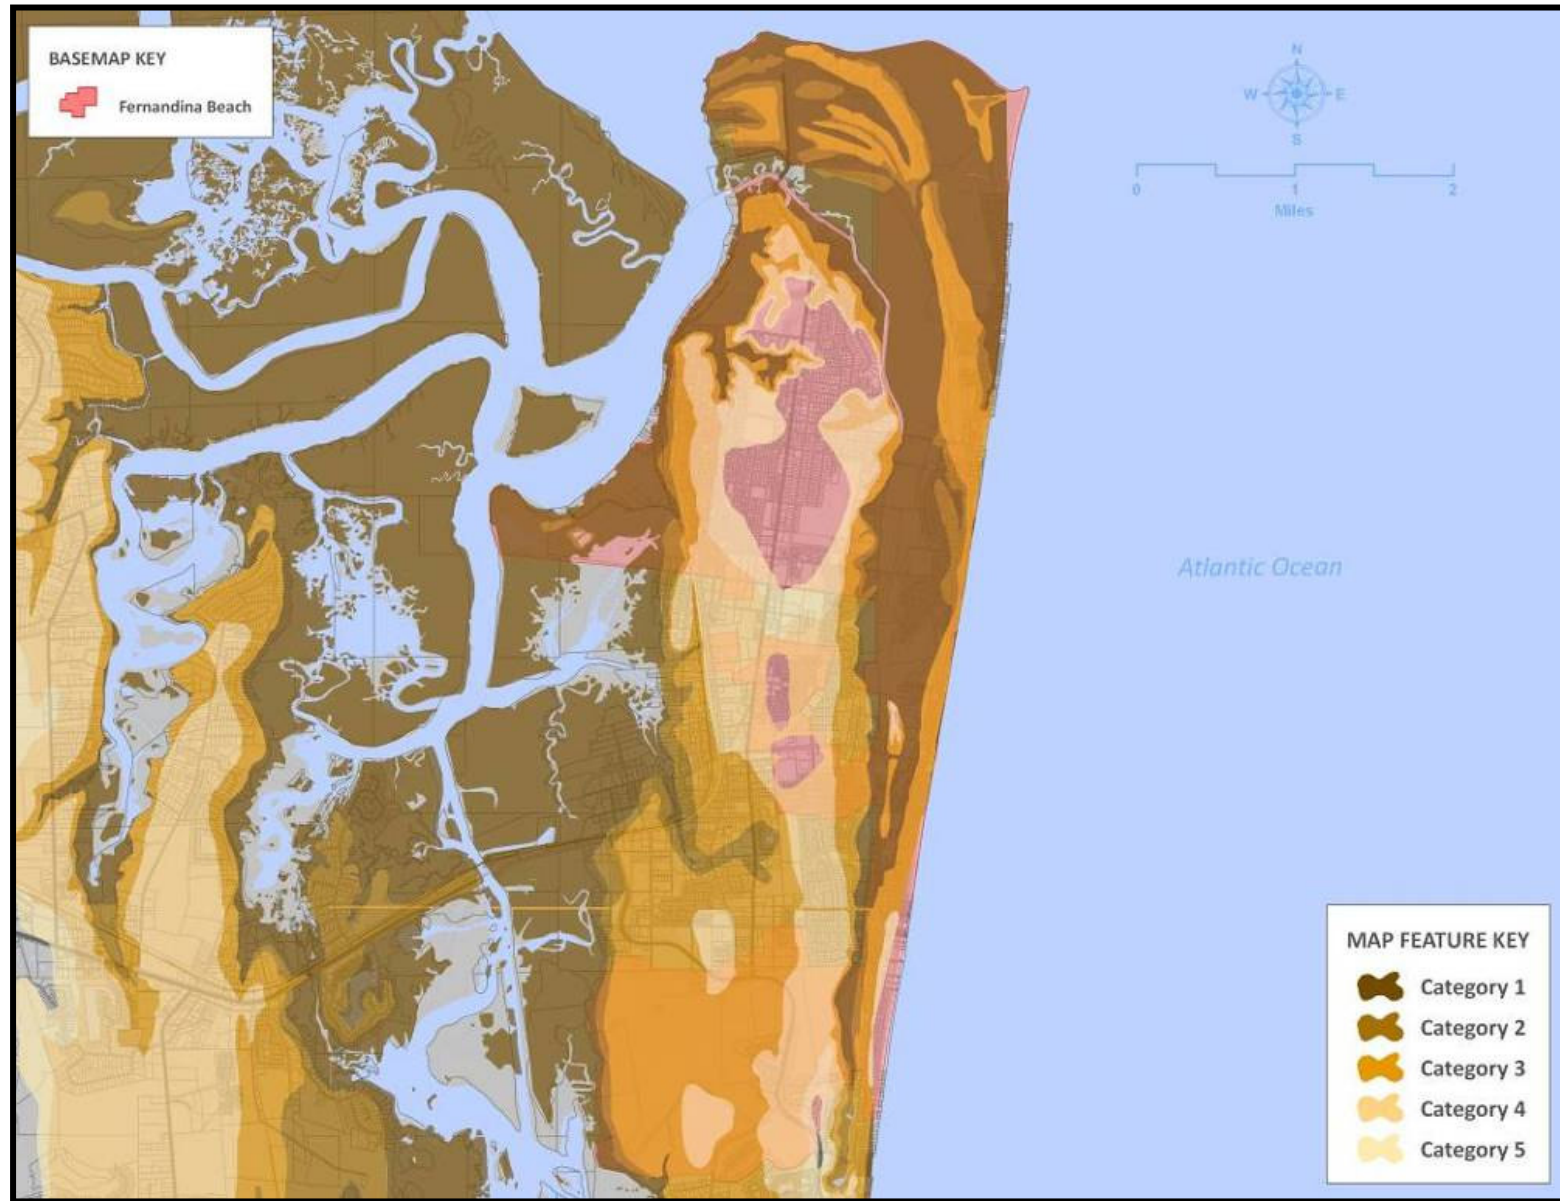 BASEMAP KEY
Fernandina Beach
N
W E
S
0 1 2
Miles
Atlantic Ocean
MAP FEATURE KEY
Category 1
Category 2
Category 3
Category 4
Category 5